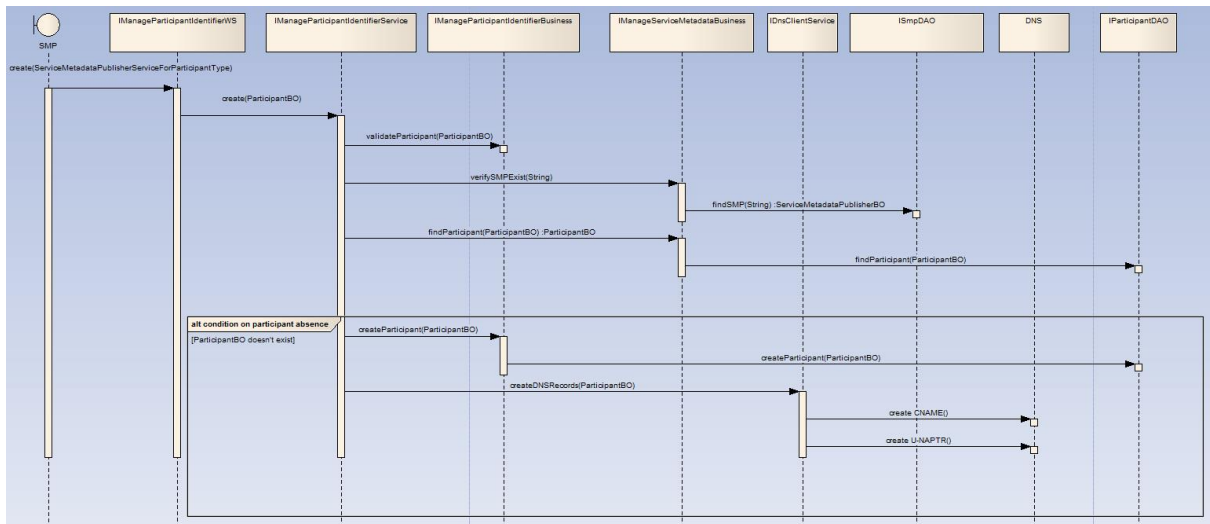 SMP
IManageParticipantIdentifierWS
IManageParticipantIdentifierService
IManageParticipantIdentifierBusiness
IManageServiceMetadataBusiness
IDnsClientService
ISmpDAO
DNS
IParticipantDAO
create(ServiceMetadataPublisherServiceForParticipantType)
create(ParticipantBO)
validateParticipant(ParticipantBO)
verifySMPExist(String)
findSMP(String) :ServiceMetadataPublisherBO
findParticipant(ParticipantBO) :ParticipantBO
findParticipant(ParticipantBO)
alt condition on participant absence
[ParticipantBO doesn't exist]
createParticipant(ParticipantBO)
createParticipant(ParticipantBO)
createDNSRecords(ParticipantBO)
create CNAME()
create U-NAPTR()